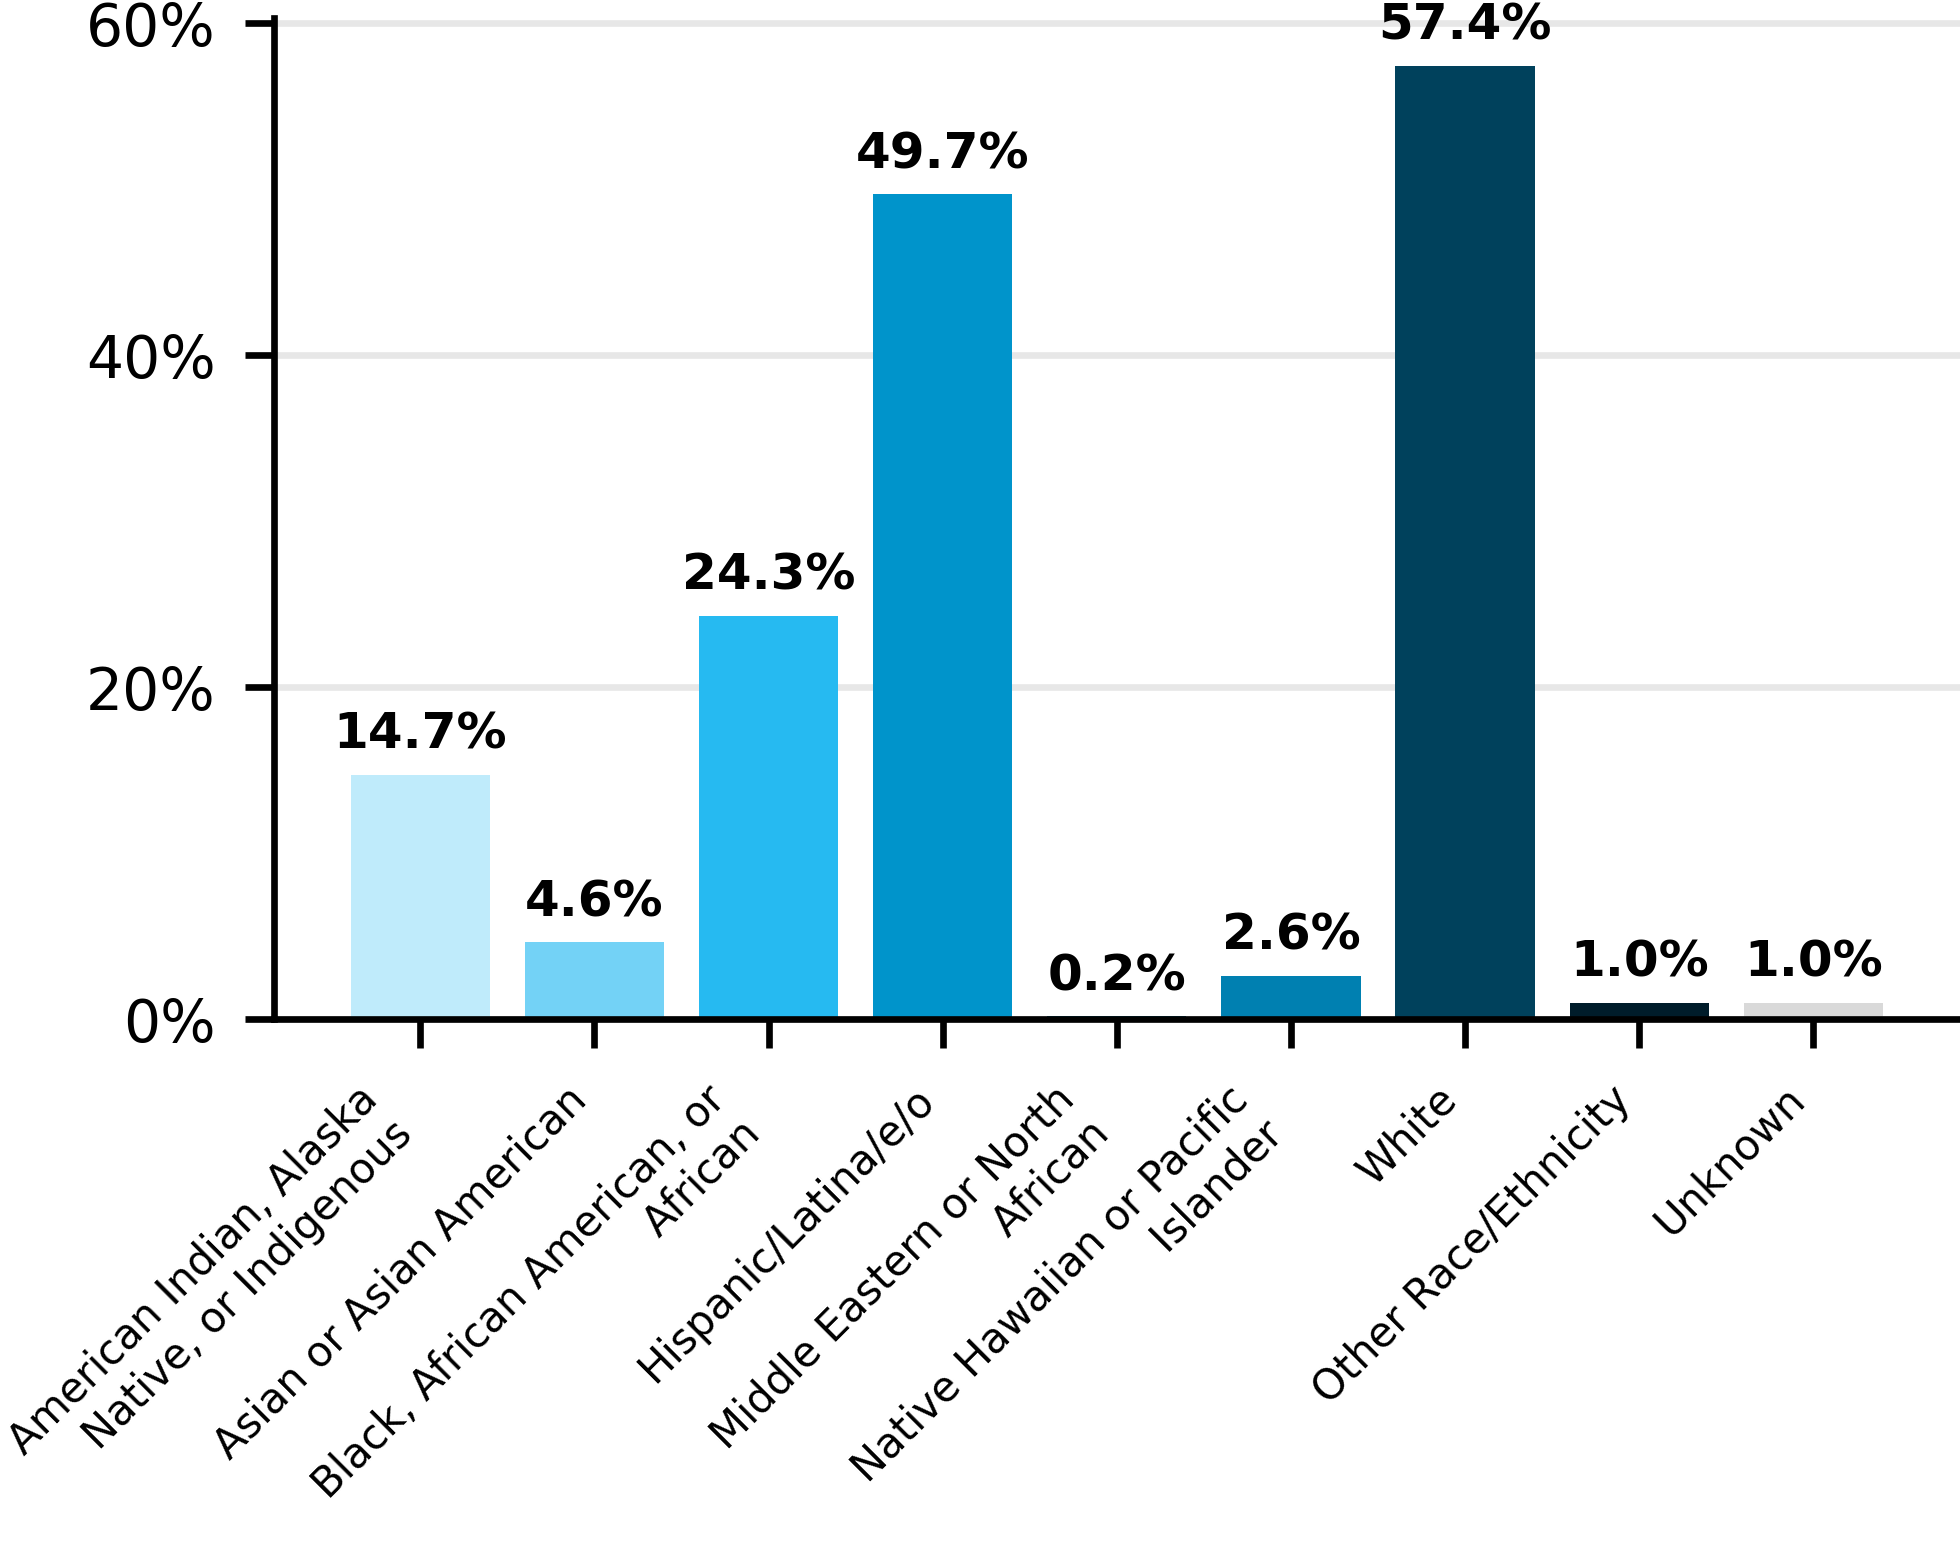 60%
40%
20%
0%
14.7%
4.6%
24.3%
49.7%
0.2%
2.6%
57.4%
1.0%
1.0%
American Indian, Alaska
Native, or Indigenous
Asian or Asian American
Black, African American, or
African
Hispanic/Latina/e/o
Middle Eastern or North
African
Native Hawaiian or Pacific
Islander
White
Other Race/Ethnicity
Unknown